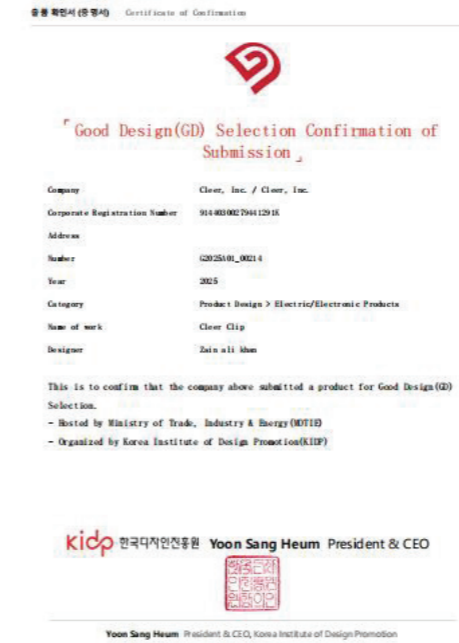 출품 확인서(증명서) Certificate of Confirmation
「Good Design(GD) Selection Confirmation of
Submission」
Company Cleer, Inc. / Cleer, Inc.
Corporate Registration Number
Address
Number G2025A01_00214
Year 2025
Category Product Design > Electric/Electronic Products
Name of work Cleer Clip
Designer Zain ali khan
This is to confirm that the company above submitted a product for Good Design(GD)
Selection.
- Hosted by Ministry of Trade, Industry & Energy(MOTIE)
- Organized by Korea Institute of Design Promotion(KIDP)
kidp 한국디자인진흥원 Yoon Sang Heum President & CEO
Yoon Sang Heum President & CEO, Korea Institute of Design Promotion